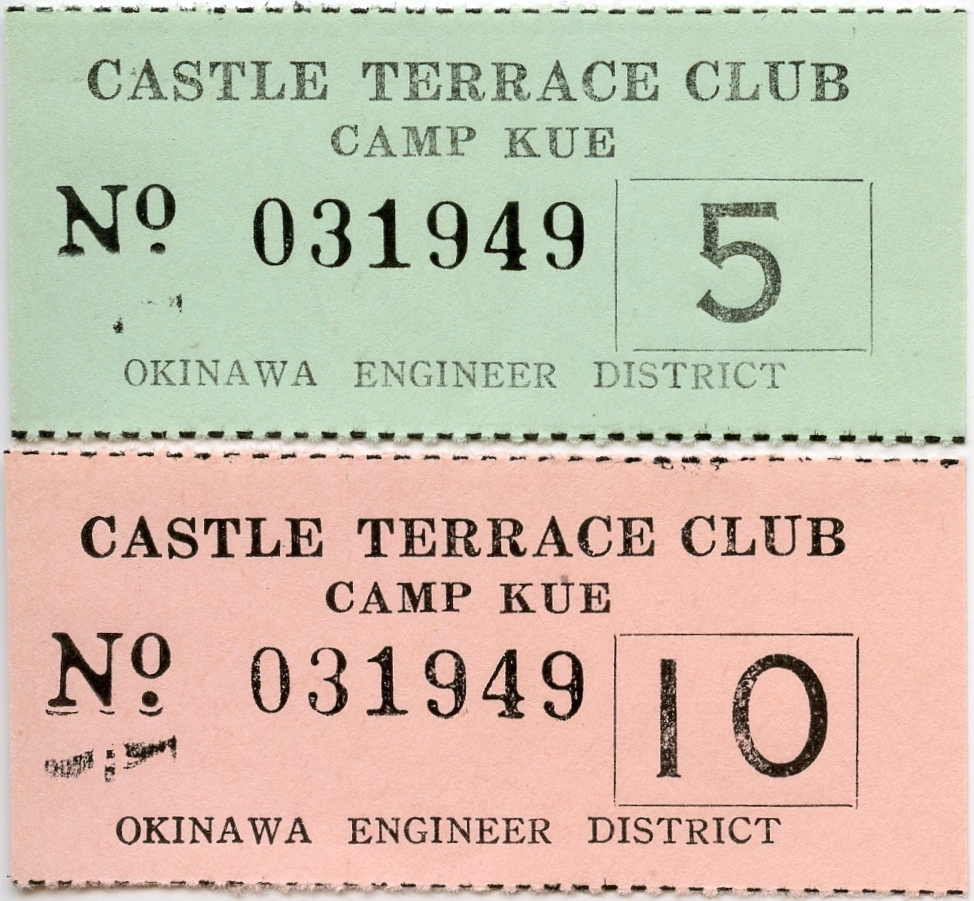 CASTLE TERRACE CLUB
CAMP KUE
Nº 031949 5
OKINAWA ENGINEER DISTRICT
CASTLE TERRACE CLUB
CAMP KUE
Nº 031949 10
OKINAWA ENGINEER DISTRICT